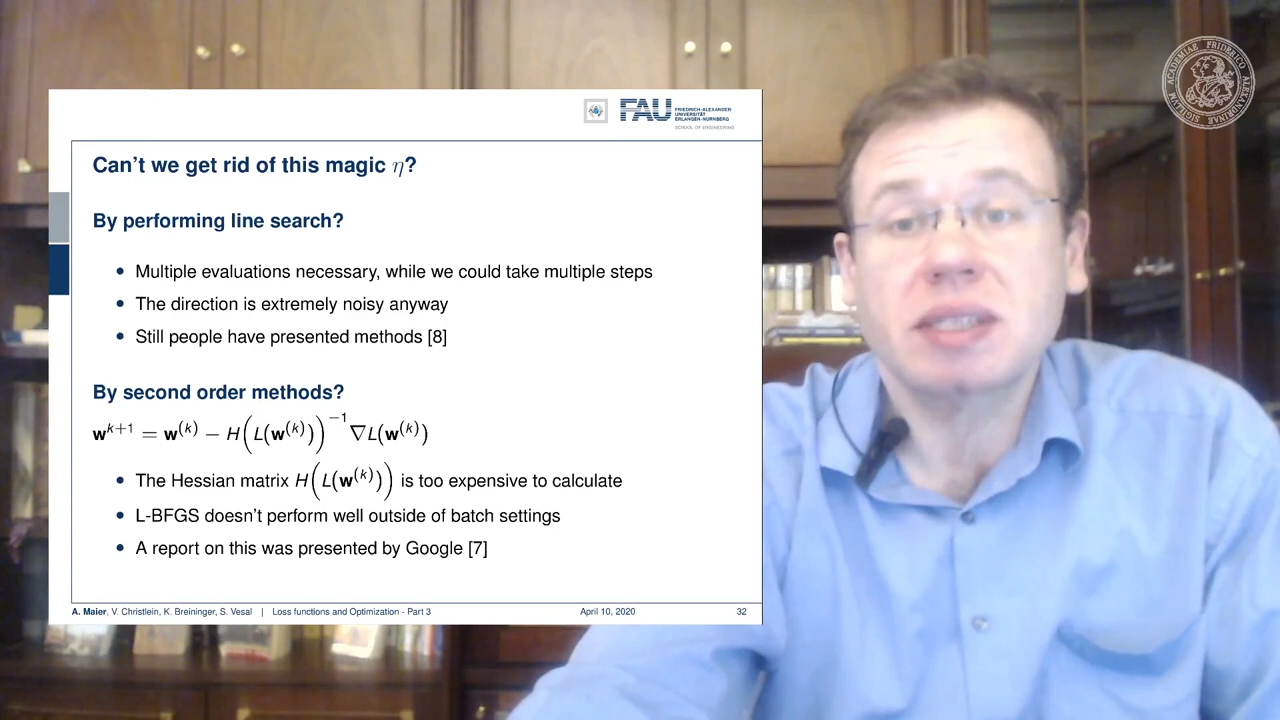 ACADEMIAE FRIDERICO ALEXANDRINAE SIGILLVM
FAU
FRIEDRICH-ALEXANDER
UNIVERSITÄT
ERLANGEN-NÜRNBERG
SCHOOL OF ENGINEERING
Can't we get rid of this magic η?
By performing line search?
• Multiple evaluations necessary, while we could take multiple steps
• The direction is extremely noisy anyway
• Still people have presented methods [8]
By second order methods?
w^{k+1} = w^{(k)} − H(L(w^{(k)}))^{−1} ∇L(w^{(k)})
• The Hessian matrix H(L(w^{(k)})) is too expensive to calculate
• L-BFGS doesn't perform well outside of batch settings
• A report on this was presented by Google [7]
A. Maier, V. Christlein, K. Breininger, S. Vesal | Loss functions and Optimization - Part 3 April 10, 2020 32